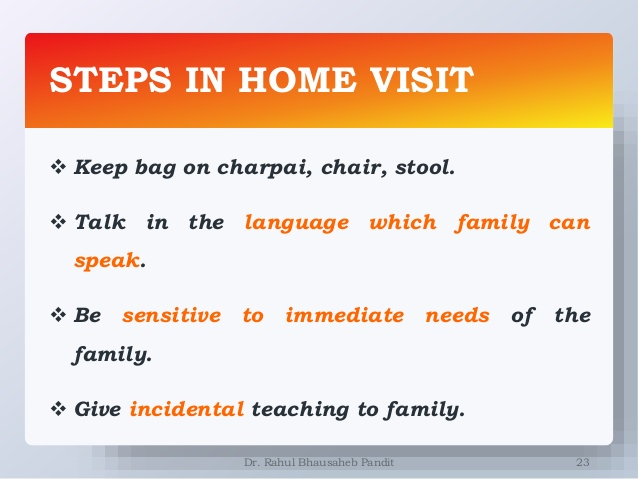 STEPS IN HOME VISIT
❖ Keep bag on charpai, chair, stool.
❖ Talk in the language which family can
speak.
❖ Be sensitive to immediate needs of the
family.
❖ Give incidental teaching to family.
Dr. Rahul Bhausaheb Pandit 23